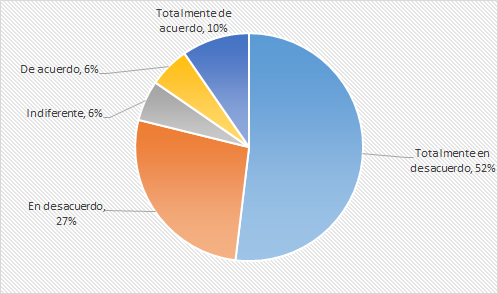 Totalmente de
acuerdo, 10%
De acuerdo, 6%
Indiferente, 6%
Totalmente en
desacuerdo, 52%
En desacuerdo,
27%